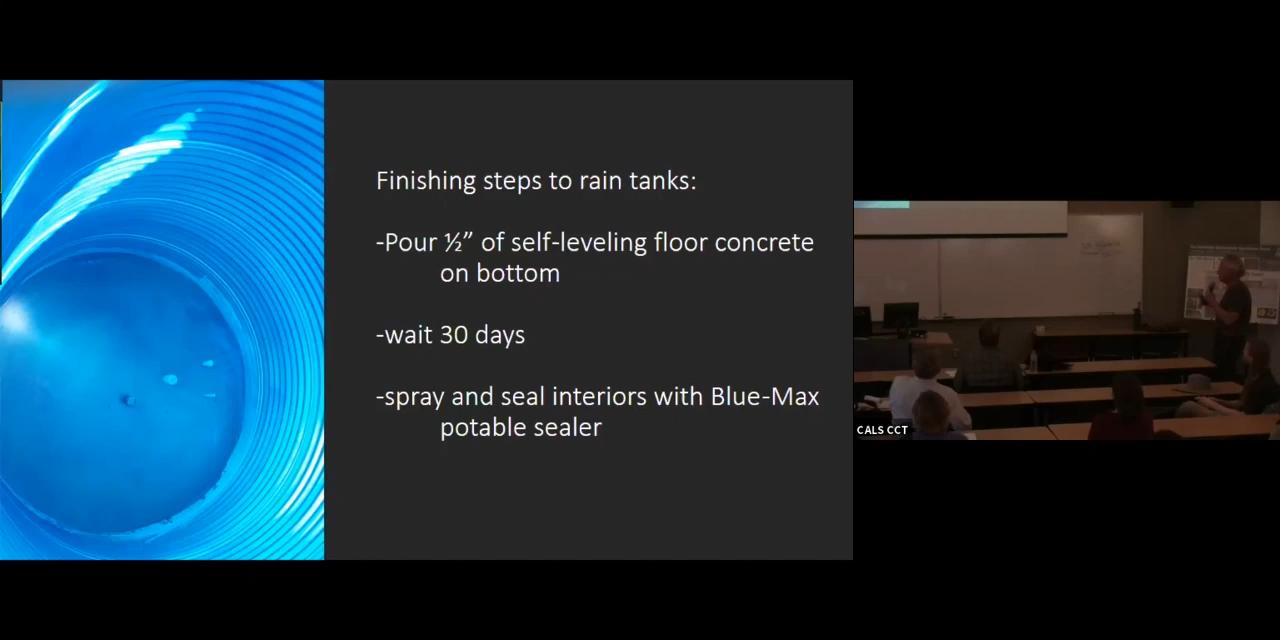 Finishing steps to rain tanks:
-Pour ½” of self-leveling floor concrete
on bottom
-wait 30 days
-spray and seal interiors with Blue-Max
potable sealer
CALS CCT